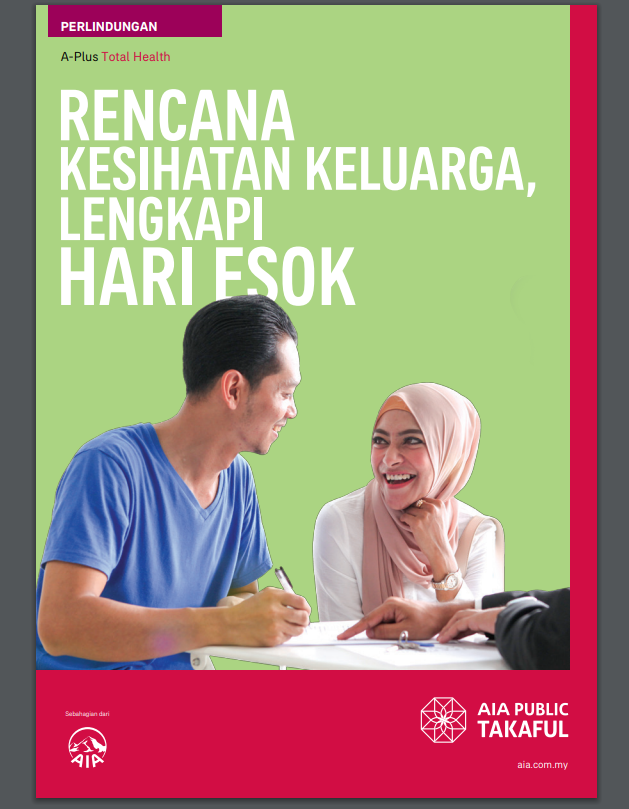 PERLINDUNGAN
A-Plus Total Health
RENCANA
KESIHATAN KELUARGA,
LENGKAPI
HARI ESOK
Sebahagian dari
AIA
AIA PUBLIC
TAKAFUL
aia.com.my